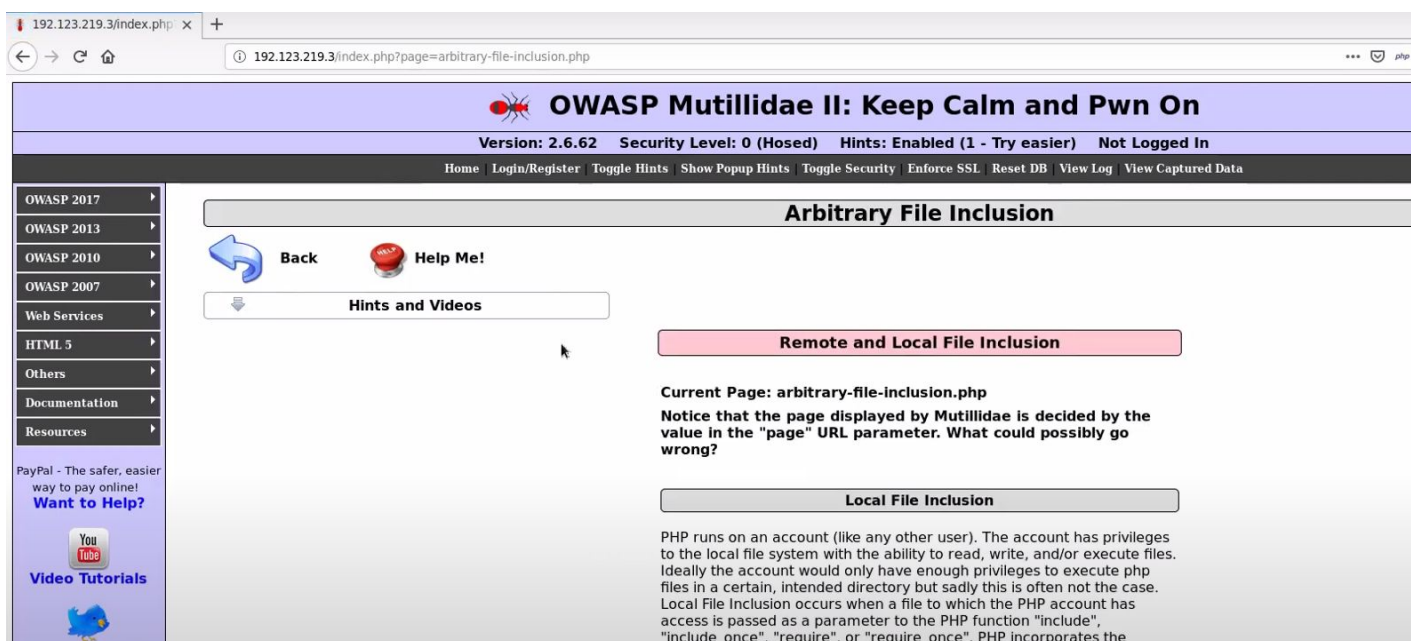 192.123.219.3/index.php
192.123.219.3/index.php?page=arbitrary-file-inclusion.php
php
OWASP Mutillidae II: Keep Calm and Pwn On
Version: 2.6.62 Security Level: 0 (Hosed) Hints: Enabled (1 - Try easier) Not Logged In
Home | Login/Register | Toggle Hints | Show Popup Hints | Toggle Security | Enforce SSL | Reset DB | View Log | View Captured Data
OWASP 2017
OWASP 2013
OWASP 2010
OWASP 2007
Web Services
HTML 5
Others
Documentation
Resources
PayPal - The safer, easier
way to pay online!
Want to Help?
You
Tube
Video Tutorials
Arbitrary File Inclusion
Back
HELP
Help Me!
Hints and Videos
Remote and Local File Inclusion
Current Page: arbitrary-file-inclusion.php
Notice that the page displayed by Mutillidae is decided by the
value in the "page" URL parameter. What could possibly go
wrong?
Local File Inclusion
PHP runs on an account (like any other user). The account has privileges
to the local file system with the ability to read, write, and/or execute files.
Ideally the account would only have enough privileges to execute php
files in a certain, intended directory but sadly this is often not the case.
Local File Inclusion occurs when a file to which the PHP account has
access is passed as a parameter to the PHP function "include",
"include_once", "require", or "require_once". PHP incorporates the